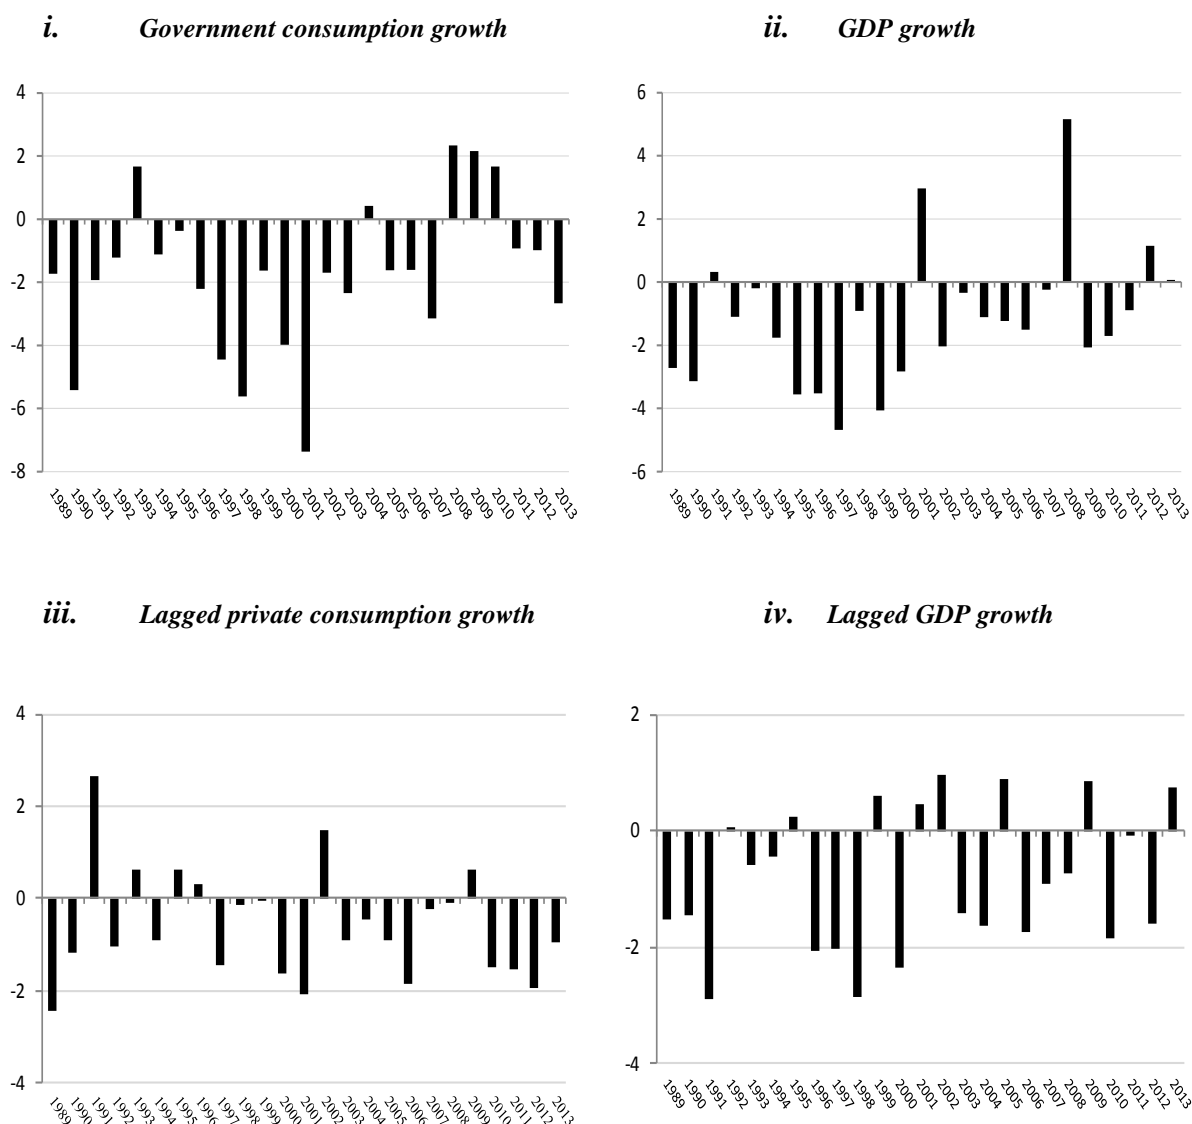 i. Government consumption growth
4
2
0
-2
-4
-6
-8
1989 1990 1991 1992 1993 1994 1995 1996 1997 1998 1999 2000 2001 2002 2003 2004 2005 2006 2007 2008 2009 2010 2011 2012 2013
ii. GDP growth
6
4
2
0
-2
-4
-6
1989 1990 1991 1992 1993 1994 1995 1996 1997 1998 1999 2000 2001 2002 2003 2004 2005 2006 2007 2008 2009 2010 2011 2012 2013
iii. Lagged private consumption growth
4
2
0
-2
-4
1989 1990 1991 1992 1993 1994 1995 1996 1997 1998 1999 2000 2001 2002 2003 2004 2005 2006 2007 2008 2009 2010 2011 2012 2013
iv. Lagged GDP growth
2
0
-2
-4
1989 1990 1991 1992 1993 1994 1995 1996 1997 1998 1999 2000 2001 2002 2003 2004 2005 2006 2007 2008 2009 2010 2011 2012 2013